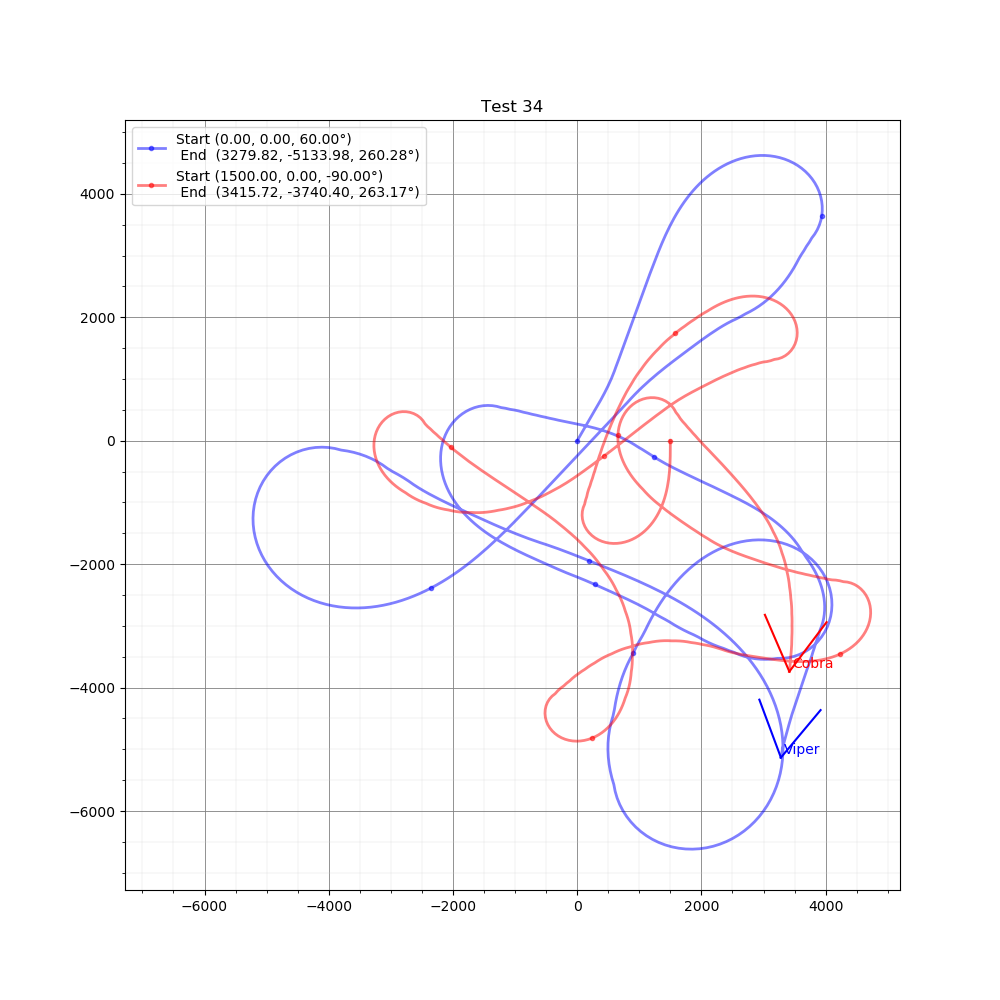 Test 34
Start (0.00, 0.00, 60.00°)
End (3279.82, -5133.98, 260.28°)
Start (1500.00, 0.00, -90.00°)
End (3415.72, -3740.40, 263.17°)
4000
2000
0
−2000
−4000
−6000
Cobra
Viper
−6000 −4000 −2000 0 2000 4000